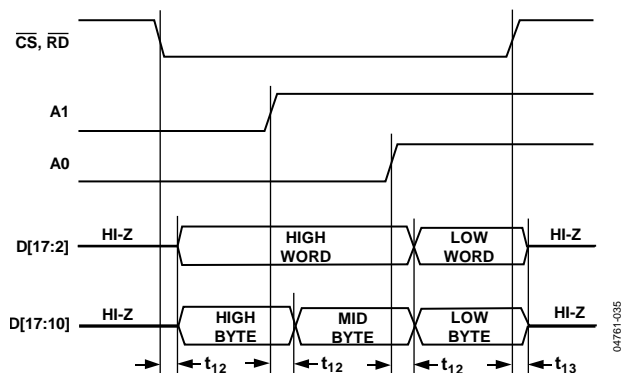 CS, RD
A1
A0
D[17:2] HI-Z HIGH WORD LOW WORD HI-Z
D[17:10] HI-Z HIGH BYTE MID BYTE LOW BYTE HI-Z
t12 t12 t12 t13
04761-035